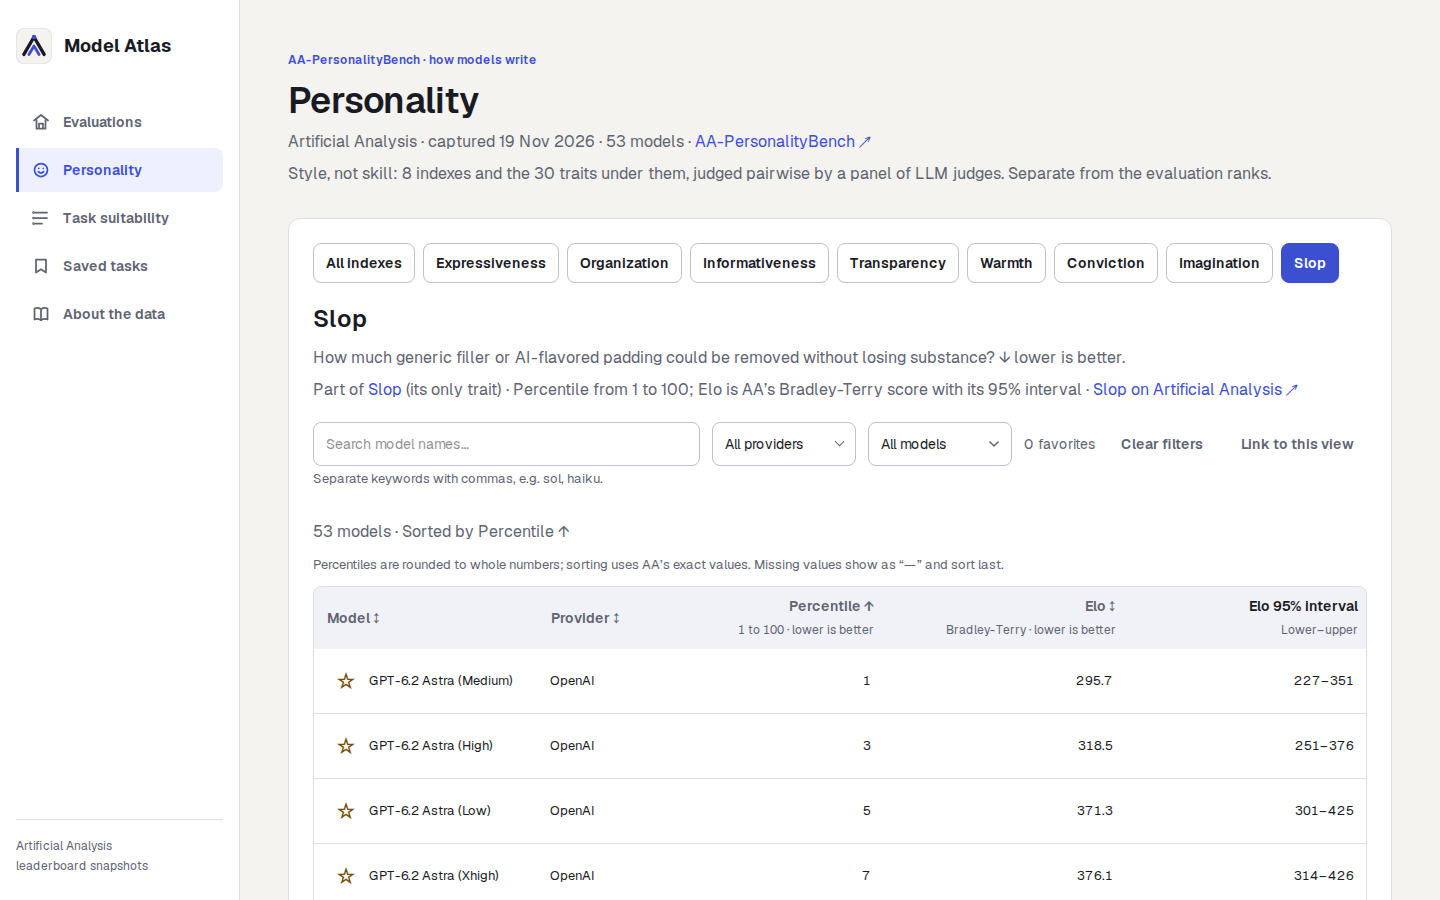 Model Atlas
Evaluations
Personality
Task suitability
Saved tasks
About the data
Artificial Analysis
leaderboard snapshots
AA-PersonalityBench · how models write
Personality
Artificial Analysis · captured 19 Nov 2026 · 53 models · AA-PersonalityBench ↗
Style, not skill: 8 indexes and the 30 traits under them, judged pairwise by a panel of LLM judges. Separate from the evaluation ranks.
All indexes Expressiveness Organization Informativeness Transparency Warmth Conviction Imagination Slop
Slop
How much generic filler or AI-flavored padding could be removed without losing substance? ↓ lower is better.
Part of Slop (its only trait) · Percentile from 1 to 100; Elo is AA’s Bradley-Terry score with its 95% interval · Slop on Artificial Analysis ↗
Search model names... All providers All models 0 favorites Clear filters Link to this view
Separate keywords with commas, e.g. sol, haiku.
53 models · Sorted by Percentile ↑
Percentiles are rounded to whole numbers; sorting uses AA’s exact values. Missing values show as “—” and sort last.
Model ↕ Provider ↕ Percentile ↑ Elo ↕ Elo 95% interval
1 to 100 · lower is better Bradley-Terry · lower is better Lower–upper
GPT-6.2 Astra (Medium) OpenAI 1 295.7 227–351
GPT-6.2 Astra (High) OpenAI 3 318.5 251–376
GPT-6.2 Astra (Low) OpenAI 5 371.3 301–425
GPT-6.2 Astra (Xhigh) OpenAI 7 376.1 314–426